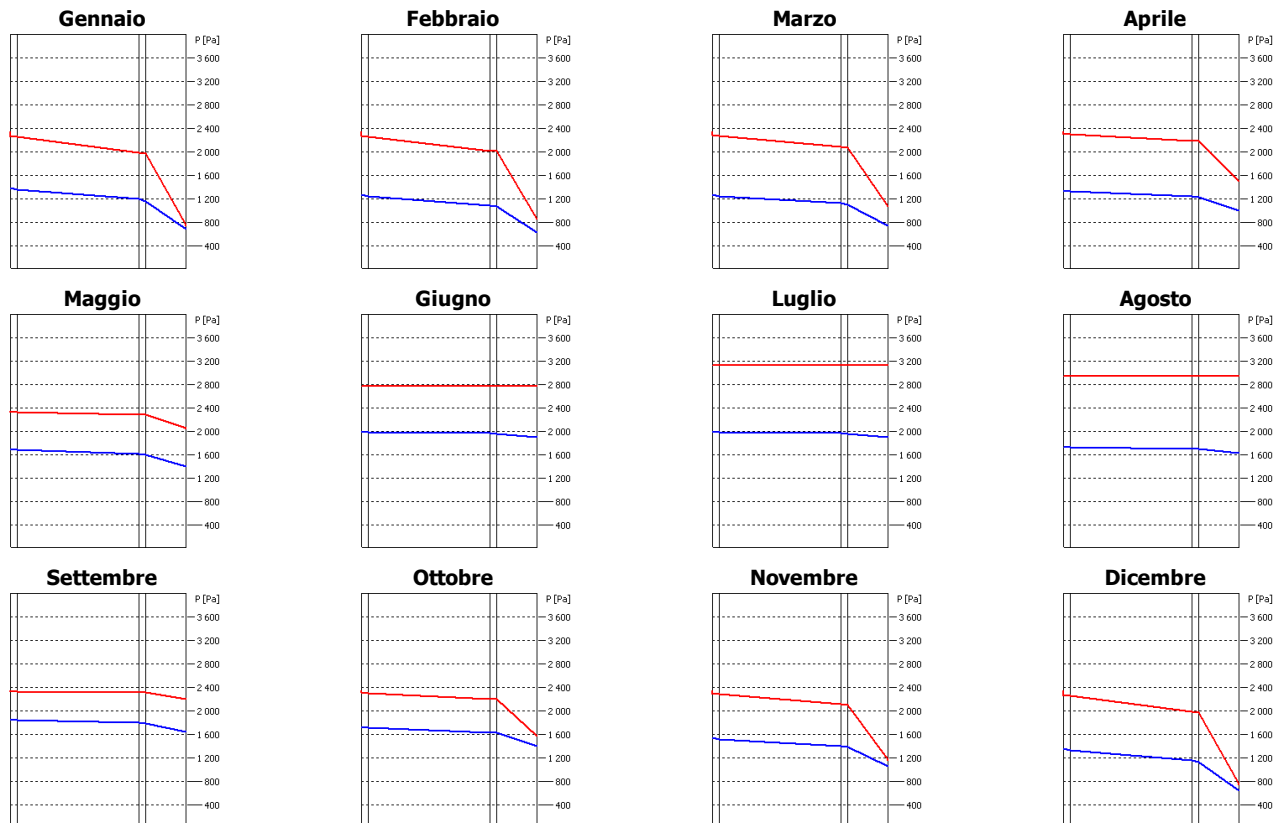 Gennaio Febbraio Marzo Aprile
P [Pa] P [Pa] P [Pa] P [Pa]
3 600 3 600 3 600 3 600
3 200 3 200 3 200 3 200
2 800 2 800 2 800 2 800
2 400 2 400 2 400 2 400
2 000 2 000 2 000 2 000
1 600 1 600 1 600 1 600
1 200 1 200 1 200 1 200
800 800 800 800
400 400 400 400
Maggio Giugno Luglio Agosto
P [Pa] P [Pa] P [Pa] P [Pa]
3 600 3 600 3 600 3 600
3 200 3 200 3 200 3 200
2 800 2 800 2 800 2 800
2 400 2 400 2 400 2 400
2 000 2 000 2 000 2 000
1 600 1 600 1 600 1 600
1 200 1 200 1 200 1 200
800 800 800 800
400 400 400 400
Settembre Ottobre Novembre Dicembre
P [Pa] P [Pa] P [Pa] P [Pa]
3 600 3 600 3 600 3 600
3 200 3 200 3 200 3 200
2 800 2 800 2 800 2 800
2 400 2 400 2 400 2 400
2 000 2 000 2 000 2 000
1 600 1 600 1 600 1 600
1 200 1 200 1 200 1 200
800 800 800 800
400 400 400 400